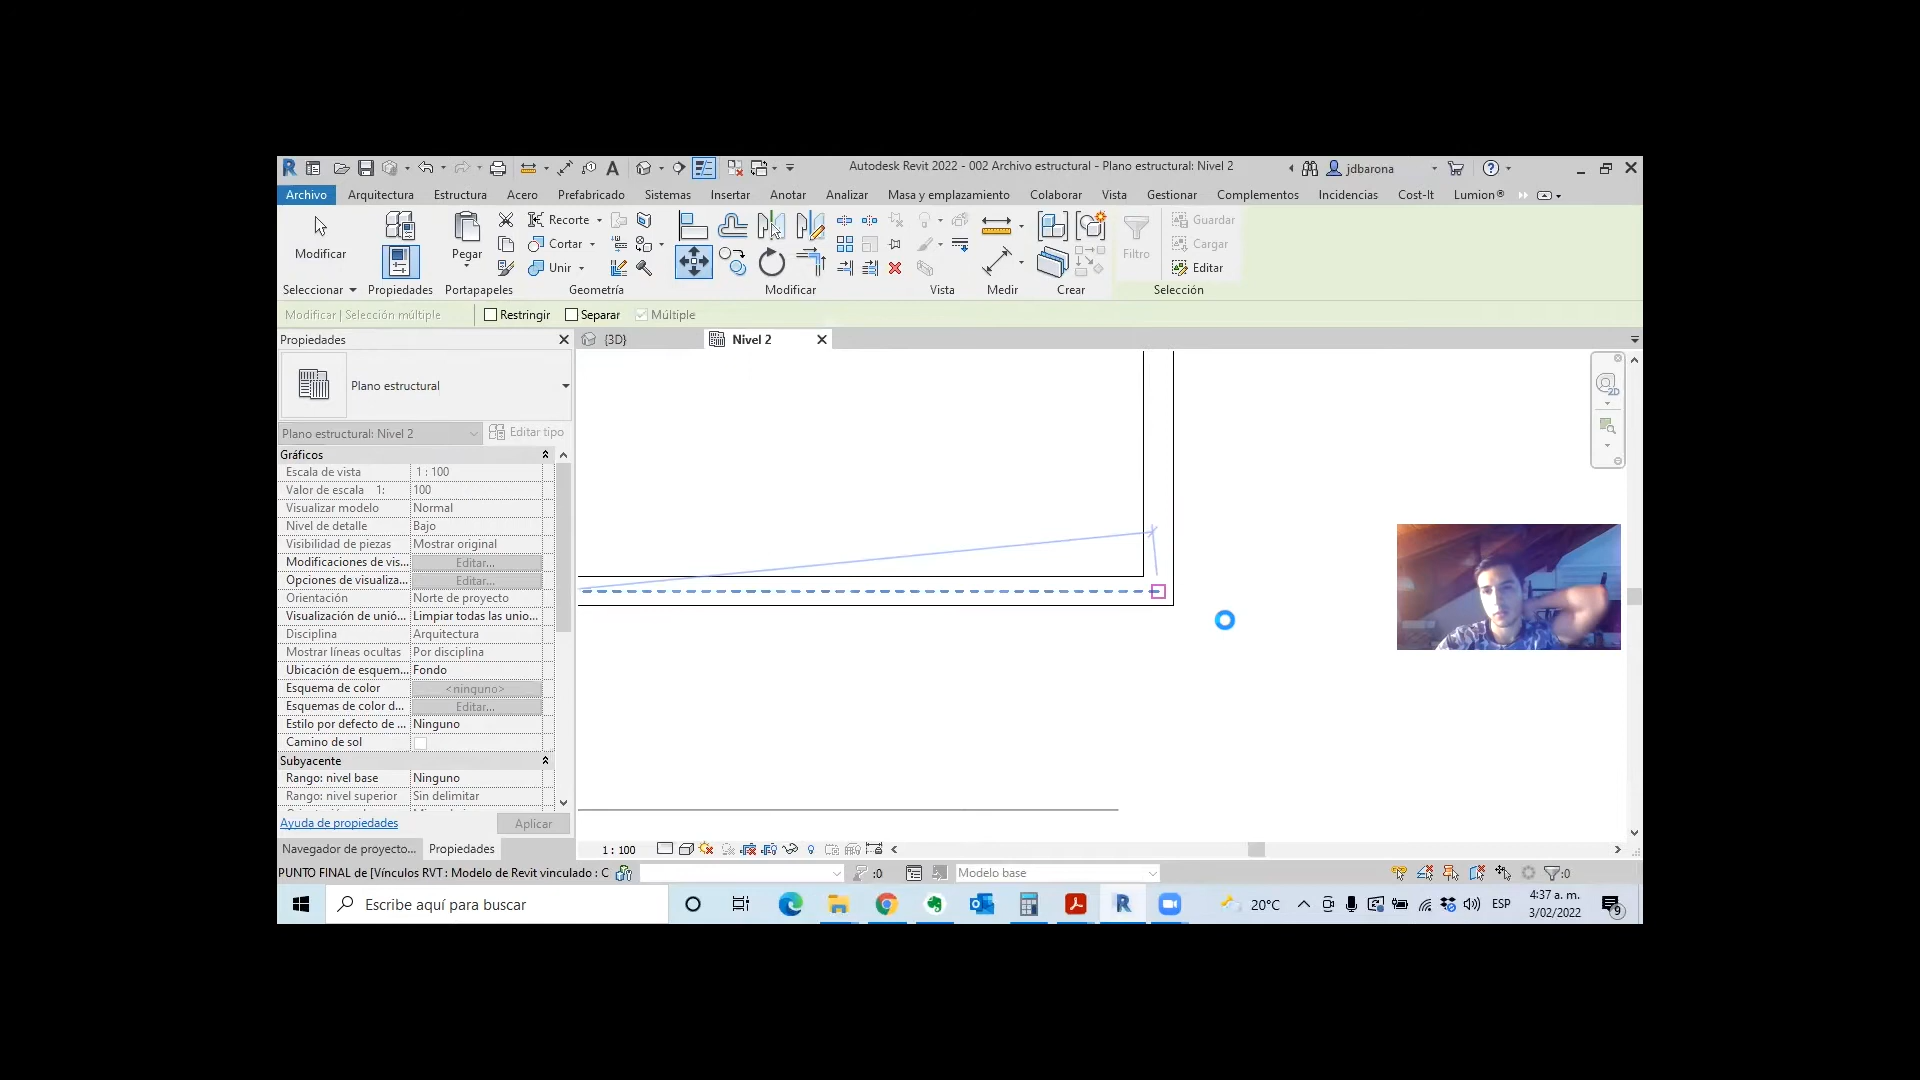 Autodesk Revit 2022 - 002 Archivo estructural - Plano estructural: Nivel 2
jdbarona
Archivo Arquitectura Estructura Acero Prefabricado Sistemas Insertar Anotar Analizar Masa y emplazamiento Colaborar Vista Gestionar Complementos Incidencias Cost-It Lumion®
Recorte Guardar
Modificar Pegar Cortar Filtro Cargar
Unir Editar
Seleccionar Propiedades Portapapeles Geometría Modificar Vista Medir Crear Selección
Modificar | Selección múltiple Restringir Separar Múltiple
Propiedades {3D} Nivel 2
Plano estructural
Plano estructural: Nivel 2 Editar tipo
Gráficos
Escala de vista 1 : 100
Valor de escala 1: 100
Visualizar modelo Normal
Nivel de detalle Bajo
Visibilidad de piezas Mostrar original
Modificaciones de vis... Editar...
Opciones de visualiza... Editar...
Orientación Norte de proyecto
Visualización de unió... Limpiar todas las unio...
Disciplina Arquitectura
Mostrar líneas ocultas Por disciplina
Ubicación de esquem... Fondo
Esquema de color <ninguno>
Esquemas de color d... Editar...
Estilo por defecto de ... Ninguno
Camino de sol
Subyacente
Rango: nivel base Ninguno
Rango: nivel superior Sin delimitar
Ayuda de propiedades Aplicar
Navegador de proyecto... Propiedades 1 : 100
PUNTO FINAL de [Vínculos RVT : Modelo de Revit vinculado : C :0 Modelo base :0
Escribe aquí para buscar 20°C ESP 4:37 a. m.
3/02/2022 9